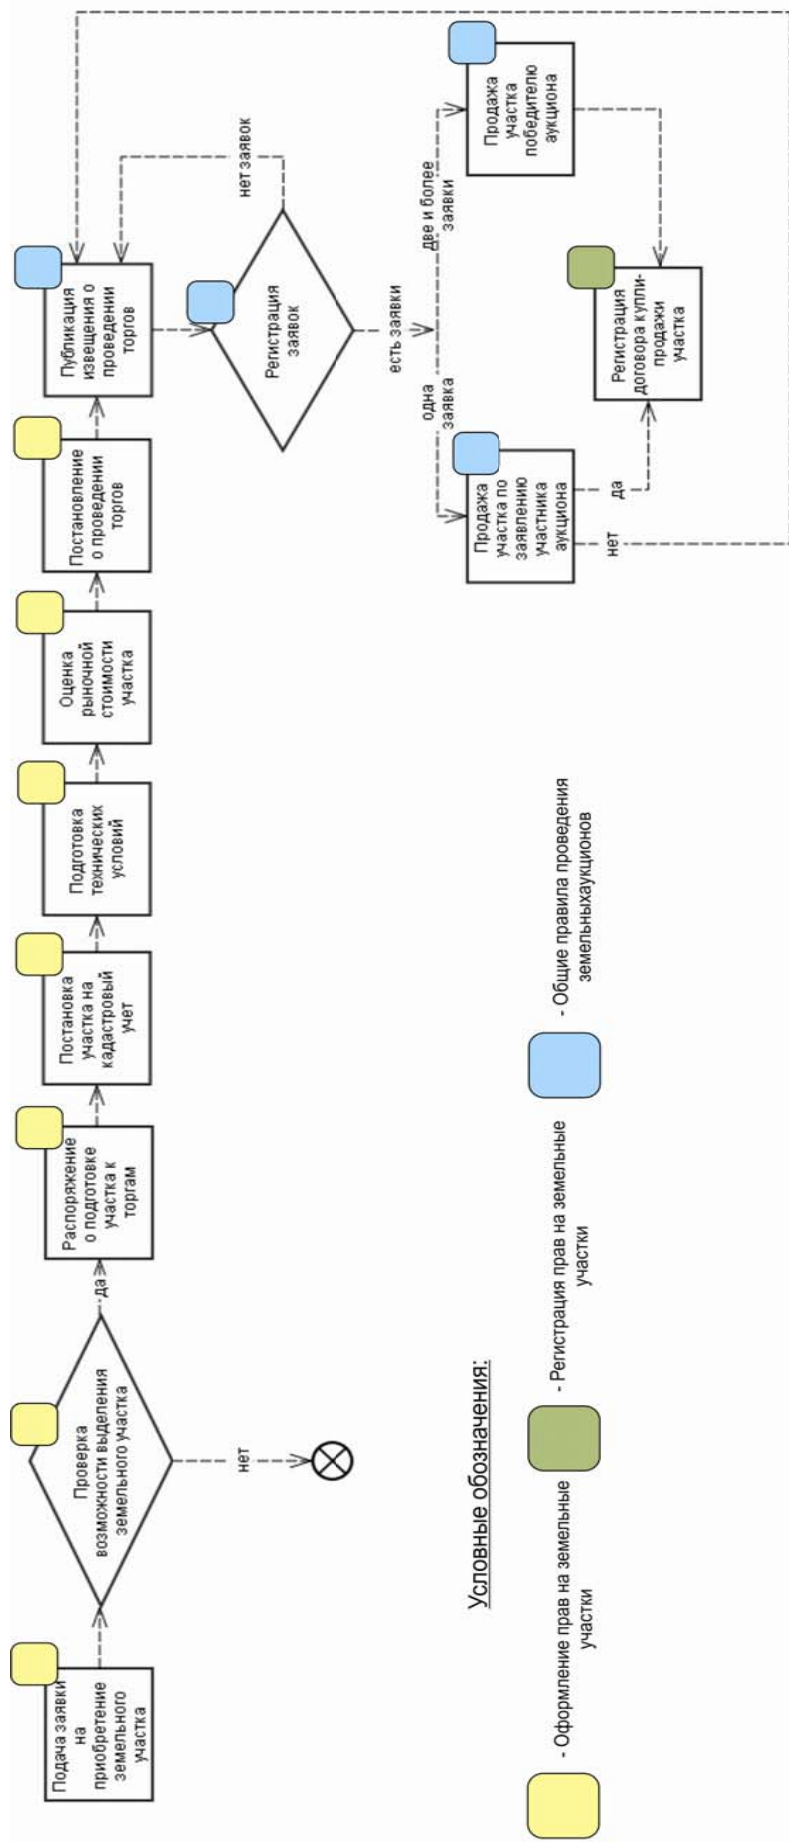 Подача заявки
на
приобретение
земельного
участка
Проверка
возможности выделения
земельного участка
да
нет
Распоряжение
о подготовке
участка к
торгам
Постановка
участка на
кадастровый
учет
Подготовка
технических
условий
Оценка
рыночной
стоимости
участка
Постановление
о проведении
торгов
Публикация
извещения о
проведении
торгов
нет заявок
Регистрация
заявок
есть заявки
одна
заявка
две и более
заявки
Продажа
участка по
заявлению
участника
аукциона
да
нет
Продажа
участка
победителю
аукциона
Регистрация
договора купли-
продажи
участка
Условные обозначения:
- Оформление прав на земельные
участки
- Регистрация прав на земельные
участки
- Общие правила проведения
земельныхаукционов